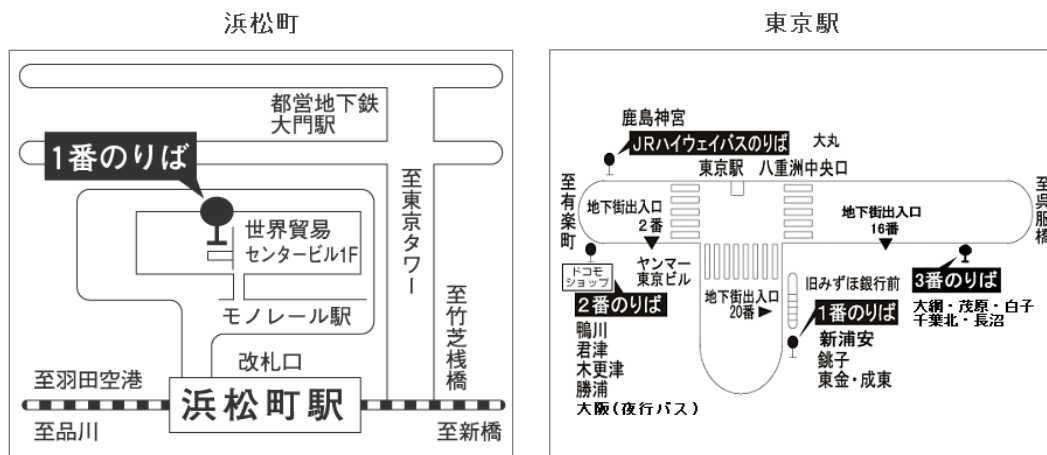 浜松町
都営地下鉄
大門駅
1番のりば
至東京タワー
世界貿易
センタービル1F
モノレール駅
至竹芝桟橋
改札口
至羽田空港
浜松町駅
至品川
至新橋
東京駅
鹿島神宮
JRハイウェイバスのりば
大丸
東京駅 八重洲中央口
至有楽町
至呉服橋
地下街出入口
2番
地下街出入口
16番
ヤンマー
東京ビル
ドコモ
ショップ
2番のりば
鴨川
君津
木更津
勝浦
大阪(夜行バス)
地下街出入口
20番
旧みずほ銀行前
1番のりば
新浦安
銚子
東金・成東
3番のりば
大網・茂原・白子
千葉北・長沼